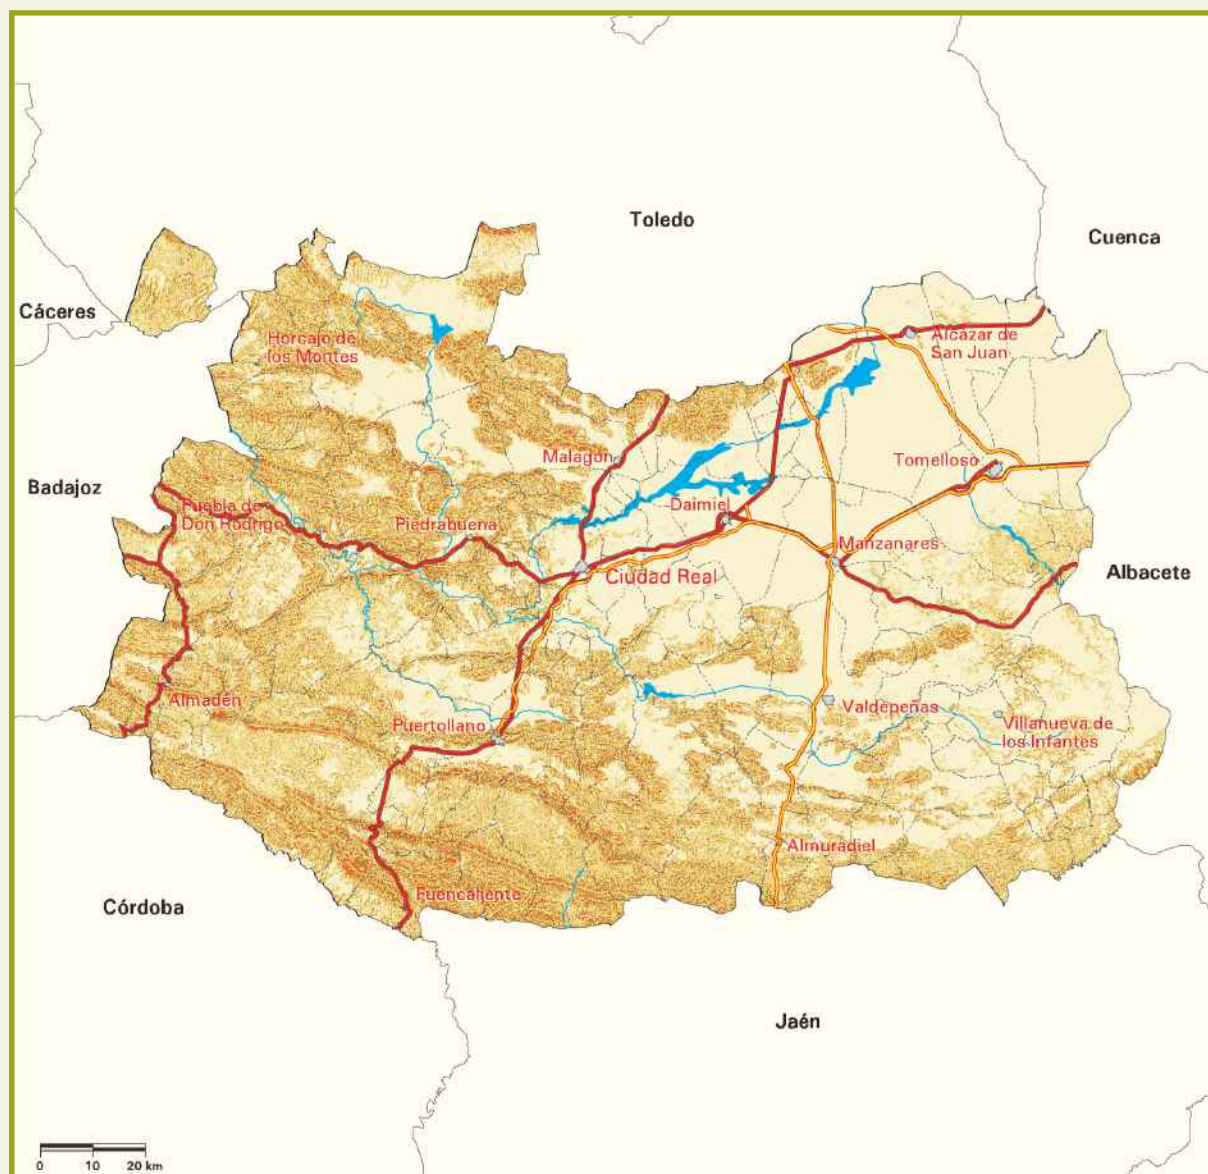 Toledo
Cuenca
Cáceres
Horcajo de
los Montes
Alcázar de
San Juan
Malagón
Tomelloso
Badajoz
Puebla de
Don Rodrigo
Piedrabuena
Daimiel
Manzanares
Ciudad Real
Albacete
Almadén
Puertollano
Valdepeñas
Villanueva de
los Infantes
Almuradiel
Fuencaliente
Córdoba
Jaén
0 10 20 km